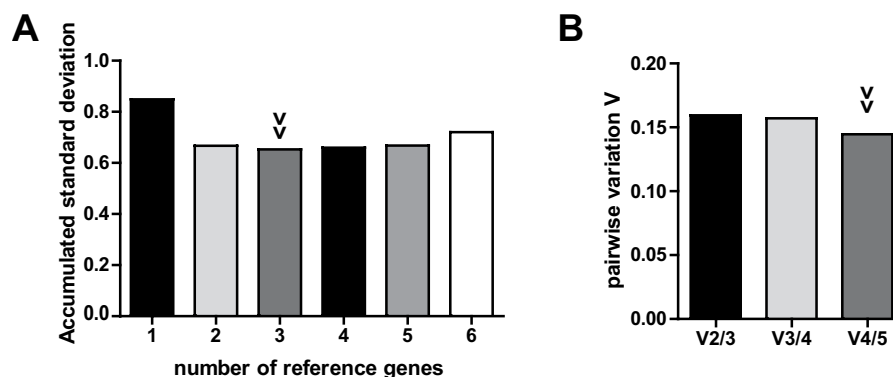 A
Accumulated standard deviation
1.0
0.8
0.6
0.4
0.2
0.0
1 2 3 4 5 6
number of reference genes
B
pairwise variation V
0.20
0.15
0.10
0.05
0.00
V2/3 V3/4 V4/5